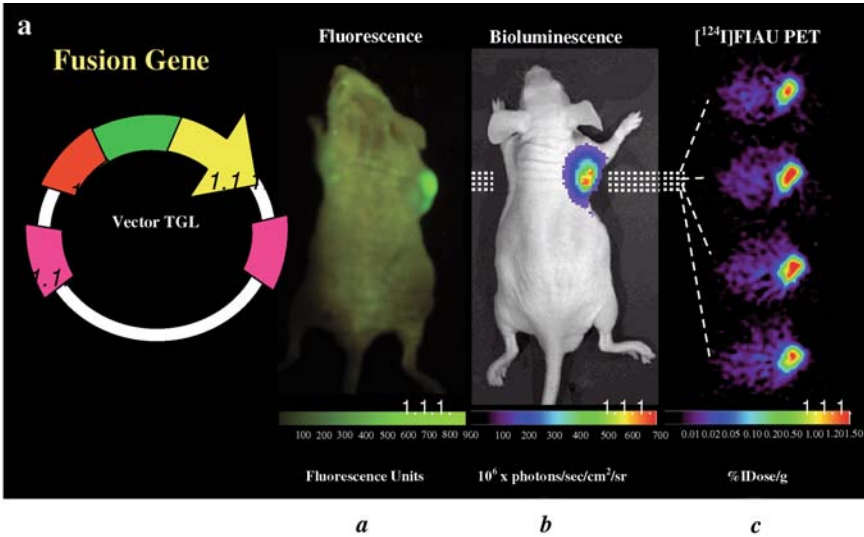 a
Fusion Gene
Fluorescence
Bioluminescence
[¹²⁴I]FIAU PET
1.1.1
1.1
Vector TGL
1.1.1.
1.1.1.
1.1.1.
100 200 300 400 500 600 700 800 900
100 200 300 400 500 600 700
0.01 0.02 0.05 0.10 0.20 0.50 1.00 1.20 1.50
Fluorescence Units
10⁶ x photons/sec/cm²/sr
%IDose/g
a
b
c